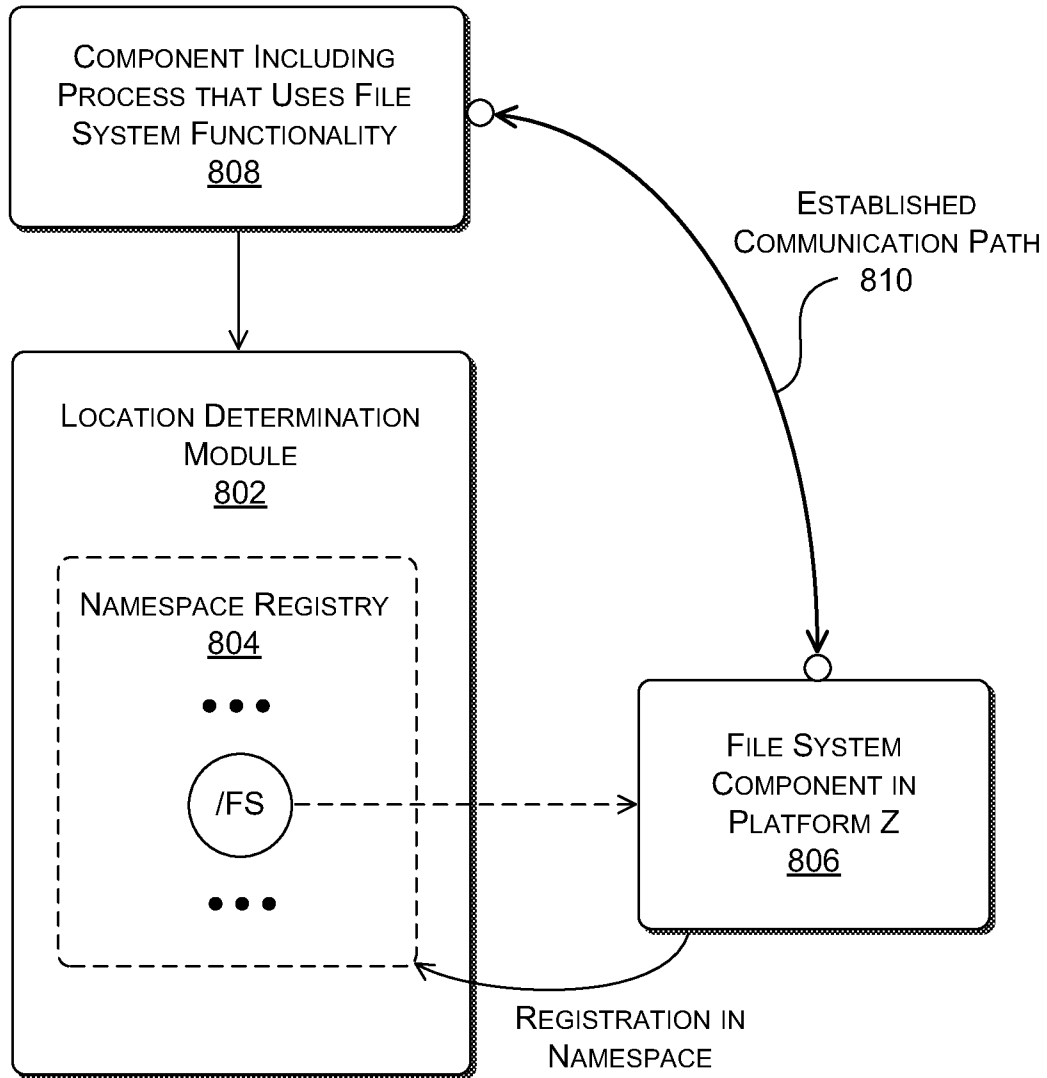 COMPONENT INCLUDING
PROCESS THAT USES FILE
SYSTEM FUNCTIONALITY
808
ESTABLISHED
COMMUNICATION PATH
810
LOCATION DETERMINATION
MODULE
802
NAMESPACE REGISTRY
804
/FS
FILE SYSTEM
COMPONENT IN
PLATFORM Z
806
REGISTRATION IN
NAMESPACE